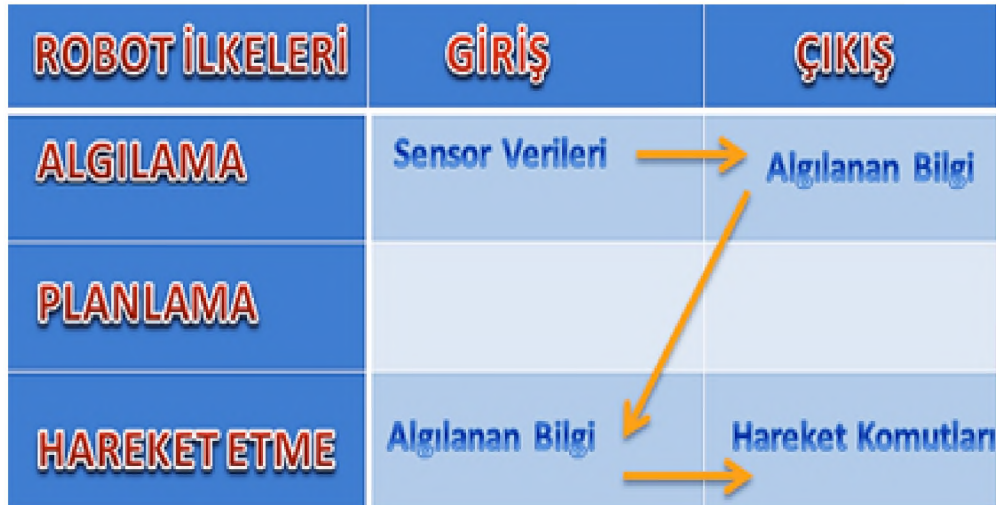 ROBOT İLKELERİ GİRİŞ ÇIKIŞ
ALGILAMA Sensor Verileri Algılanan Bilgi
PLANLAMA
HAREKET ETME Algılanan Bilgi Hareket Komutları